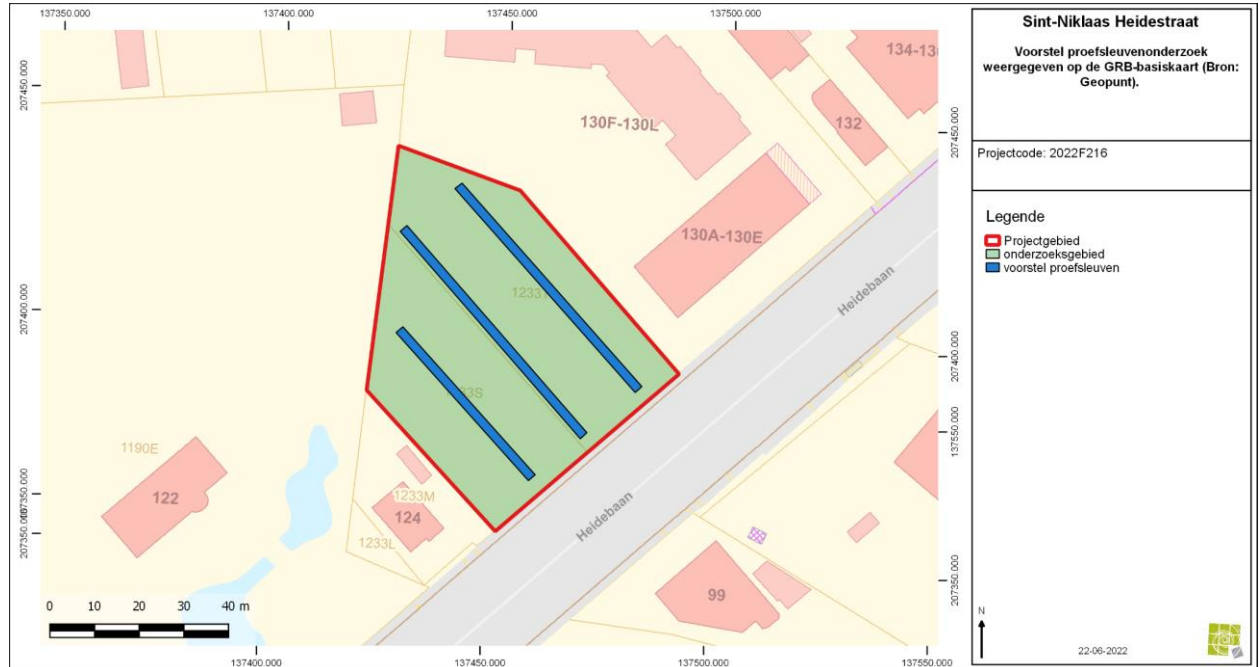 137350.000
137400.000
137450.000
137500.000
207450.000
207400.000
207350.000
207450.000
207400.000
137550.000
207350.000
130F-130L
132
130A-130E
Heidebaan
1190E
122
1233M
124
1233L
Heidebaan
99
0 10 20 30 40 m
137400.000
137450.000
137500.000
137550.000
Sint-Niklaas Heidestraat
Voorstel proefsleuvenonderzoek
weergegeven op de GRB-basiskaart (Bron:
Geopunt).
Projectcode: 2022F216
Legende
Projectgebied
onderzoeksgebied
voorstel proefsleuven
N
22-06-2022